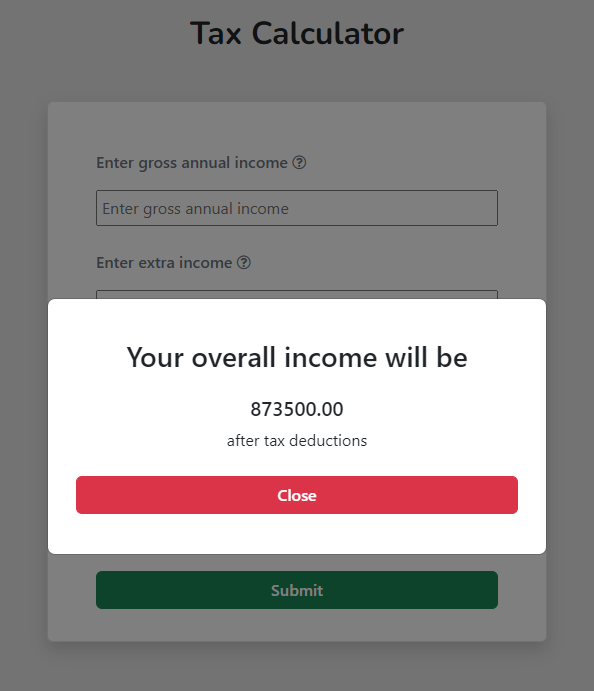 Tax Calculator
Enter gross annual income
Enter gross annual income
Enter extra income
Your overall income will be
873500.00
after tax deductions
Close
Submit